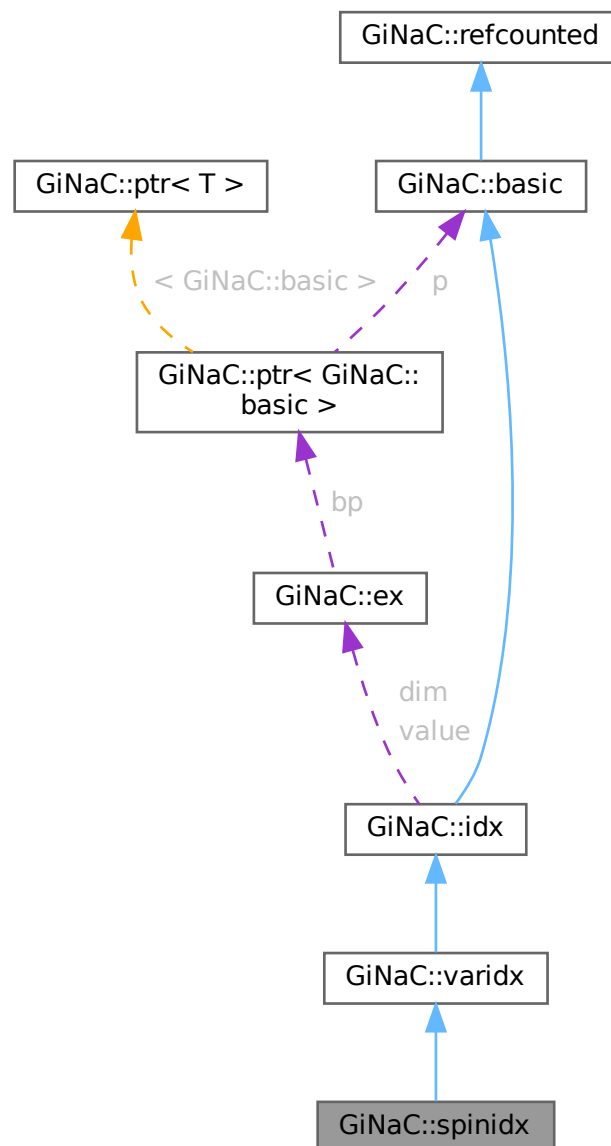 GiNaC::refcounted
GiNaC::ptr< T >
GiNaC::basic
< GiNaC::basic >
p
GiNaC::ptr< GiNaC::
basic >
bp
GiNaC::ex
dim
value
GiNaC::idx
GiNaC::varidx
GiNaC::spinidx